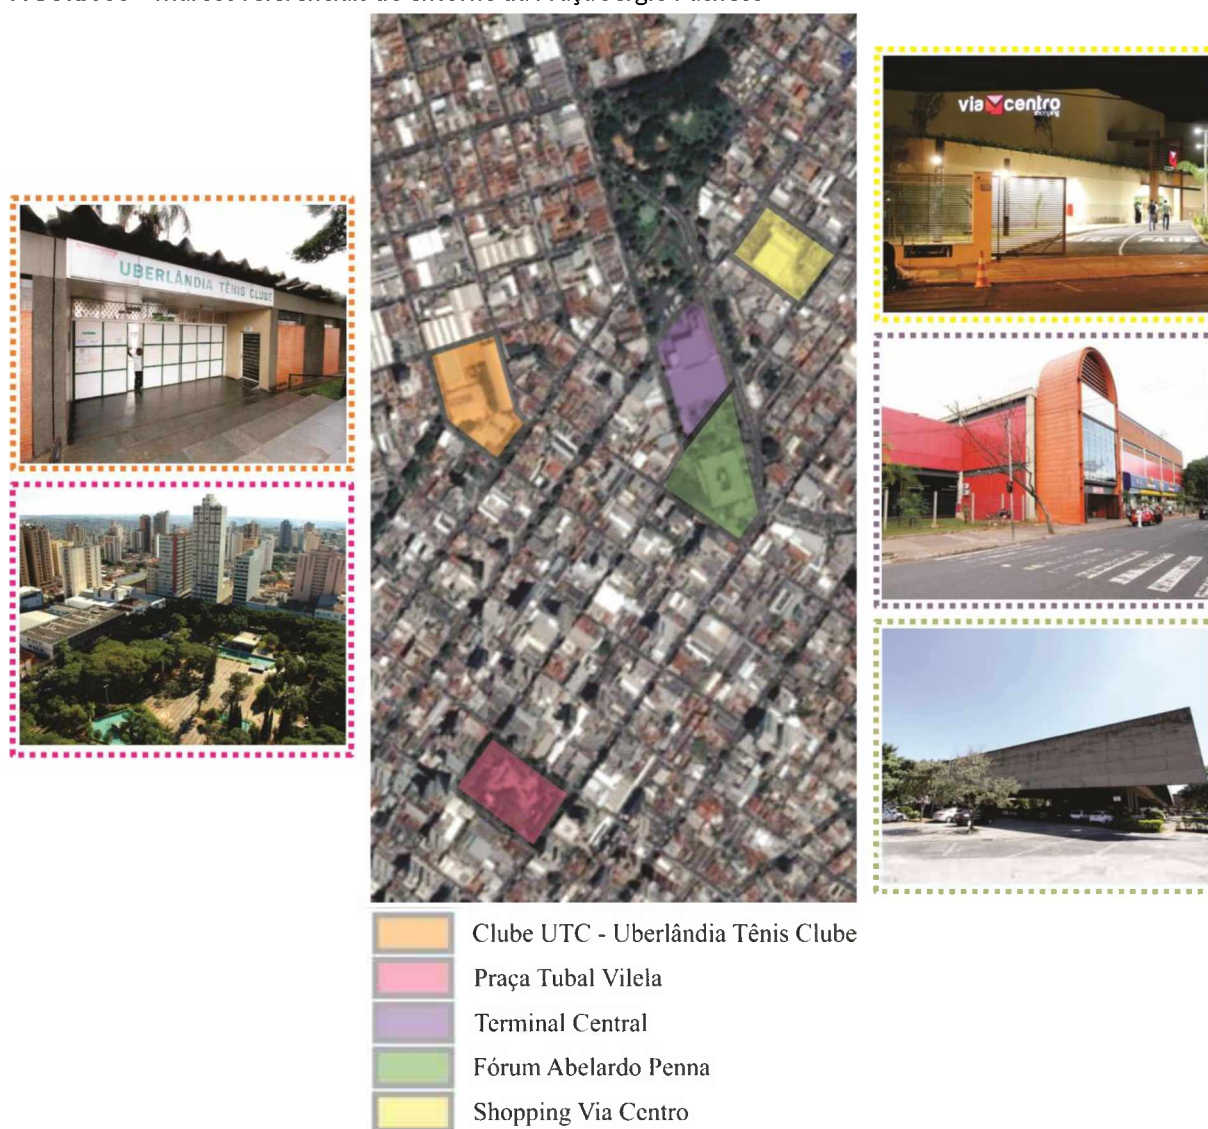 via centro
shopping
UBERLÂNDIA TÊNIS CLUBE
Clube UTC - Uberlândia Tênis Clube
Praça Tubal Vilela
Terminal Central
Fórum Abelardo Penna
Shopping Via Centro